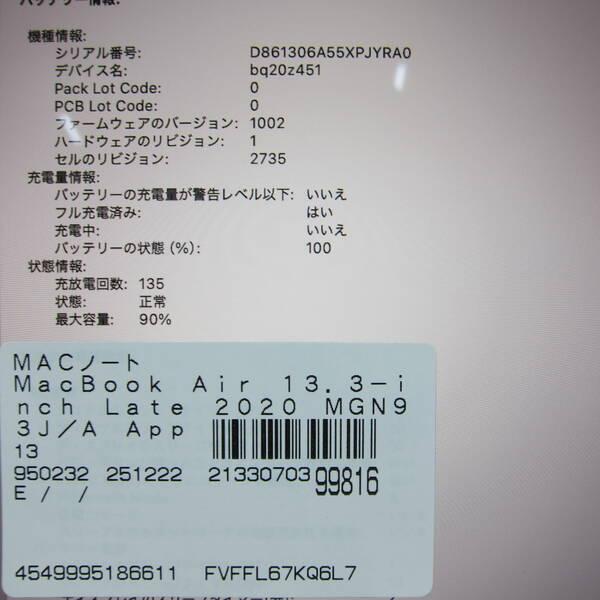 バッテリー情報:
機種情報:
シリアル番号: D861306A55XPJYRA0
デバイス名: bq20z451
Pack Lot Code: 0
PCB Lot Code: 0
ファームウェアのバージョン: 1002
ハードウェアのリビジョン: 1
セルのリビジョン: 2735
充電量情報:
バッテリーの充電量が警告レベル以下: いいえ
フル充電済み: はい
充電中: いいえ
バッテリーの状態 (%): 100
状態情報:
充放電回数: 135
状態: 正常
最大容量: 90%
MACノート
MacBook Air 13.3-i
nch Late 2020 MGN9
3J/A App
13
950232 251222 21330703 99816
E / /
4549995186611 FVFFL67KQ6L7